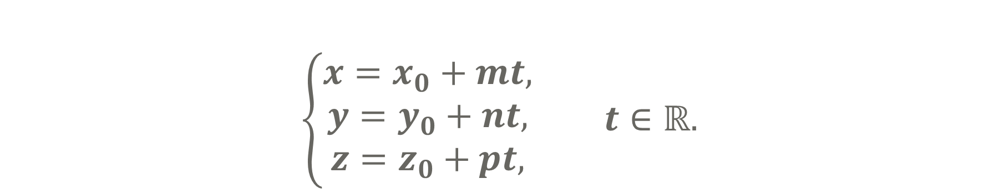 x = x₀ + mt,
y = y₀ + nt, t ∈ ℝ.
z = z₀ + pt,